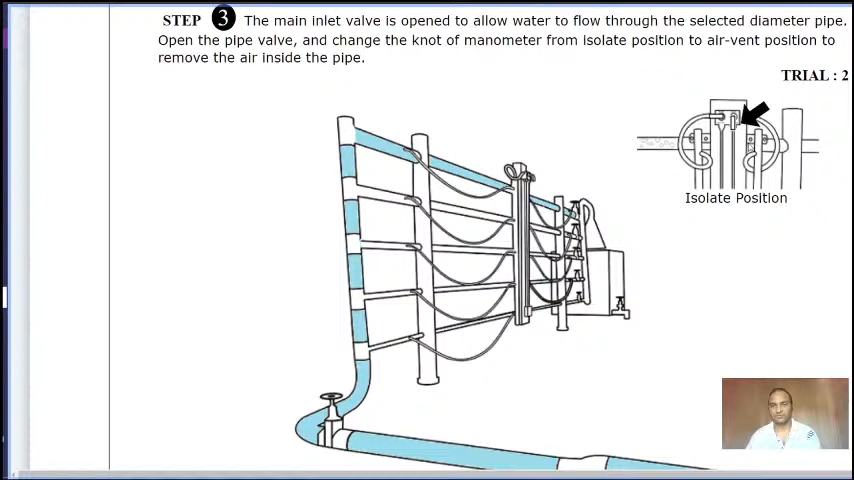 STEP 3 The main inlet valve is opened to allow water to flow through the selected diameter pipe.
Open the pipe valve, and change the knot of manometer from isolate position to air-vent position to
remove the air inside the pipe.
TRIAL : 2
Isolate Position